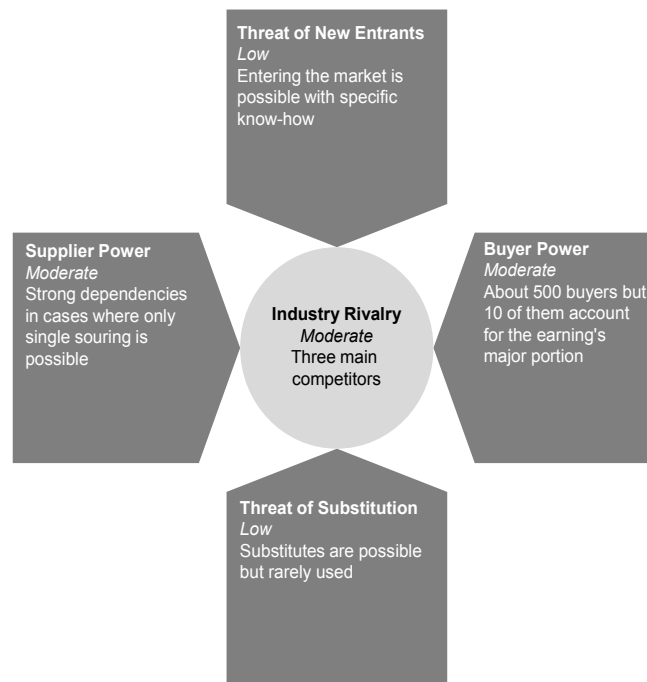 Threat of New Entrants
Low
Entering the market is
possible with specific
know-how
Supplier Power
Moderate
Strong dependencies
in cases where only
single souring is
possible
Industry Rivalry
Moderate
Three main
competitors
Buyer Power
Moderate
About 500 buyers but
10 of them account
for the earning's
major portion
Threat of Substitution
Low
Substitutes are possible
but rarely used